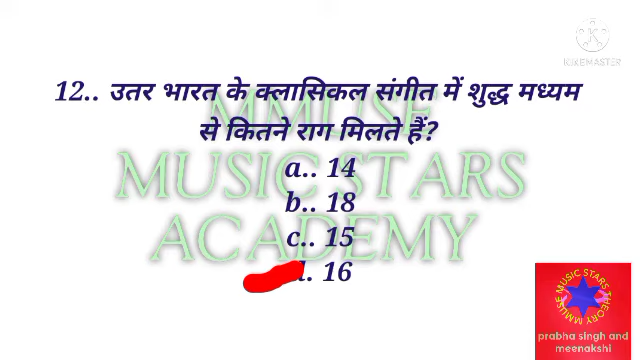 KINEMASTER
12.. उतर भारत के क्लासिकल संगीत में शुद्ध मध्यम
से कितने राग मिलते हैं?
a.. 14
b.. 18
c.. 15
d. 16
MMUSE
MUSIC STARS
ACADEMY
MMUSE MUSIC STARS THEORY
prabha singh and
meenakshi